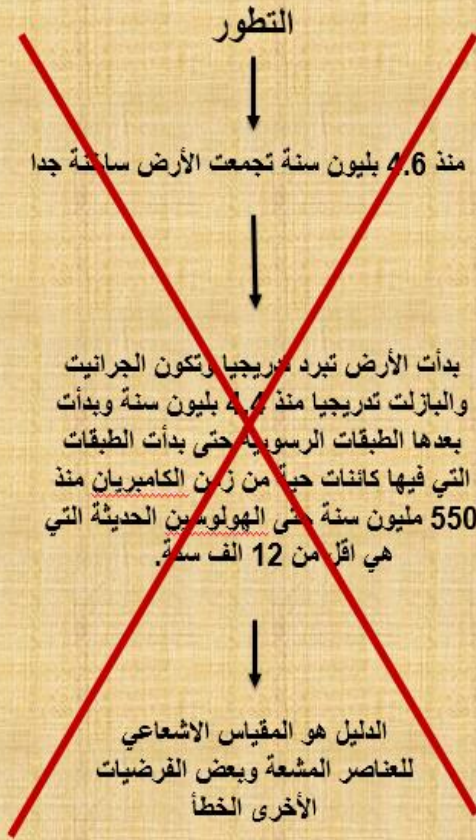 التطور
منذ 4.6 بليون سنة تجمعت الأرض ساخنة جدا
بدأت الأرض تبرد تدريجيا وتكون الجرانيت
والبازلت تدريجيا منذ 4.4 بليون سنة وبدأت
بعدها الطبقات الرسوبية حتى بدأت الطبقات
التي فيها كائنات حية من زمن الكامبريان منذ
550 مليون سنة حتى الهولوسين الحديثة التي
هي اقل من 12 الف سنة.
الدليل هو المقياس الاشعاعي
للعناصر المشعة وبعض الفرضيات
الأخرى الخطأ